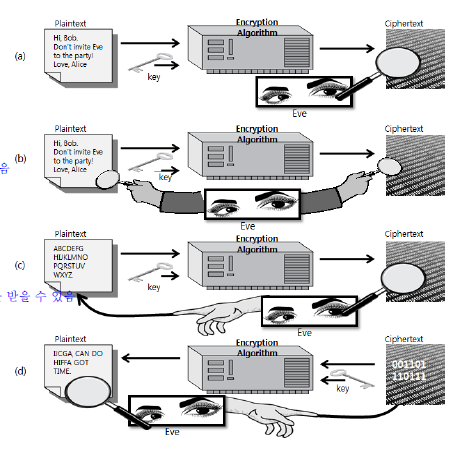 Plaintext
Encryption
Algorithm
Ciphertext
(a)
Hi, Bob.
Don't invite Eve
to the party!
Love, Alice
key
Eve
Plaintext
Encryption
Algorithm
Ciphertext
(b)
Hi, Bob.
Don't invite Eve
to the party!
Love, Alice
음
key
Eve
Plaintext
Encryption
Algorithm
Ciphertext
(c)
ABCDEFG
HIJKLMNO
PQRSTUV
WXYZ.
key
받을 수 있음
Eve
Plaintext
Encryption
Algorithm
Ciphertext
(d)
IJCGA, CAN DO
HIFFA GOT
TIME.
001101
110111
key
Eve